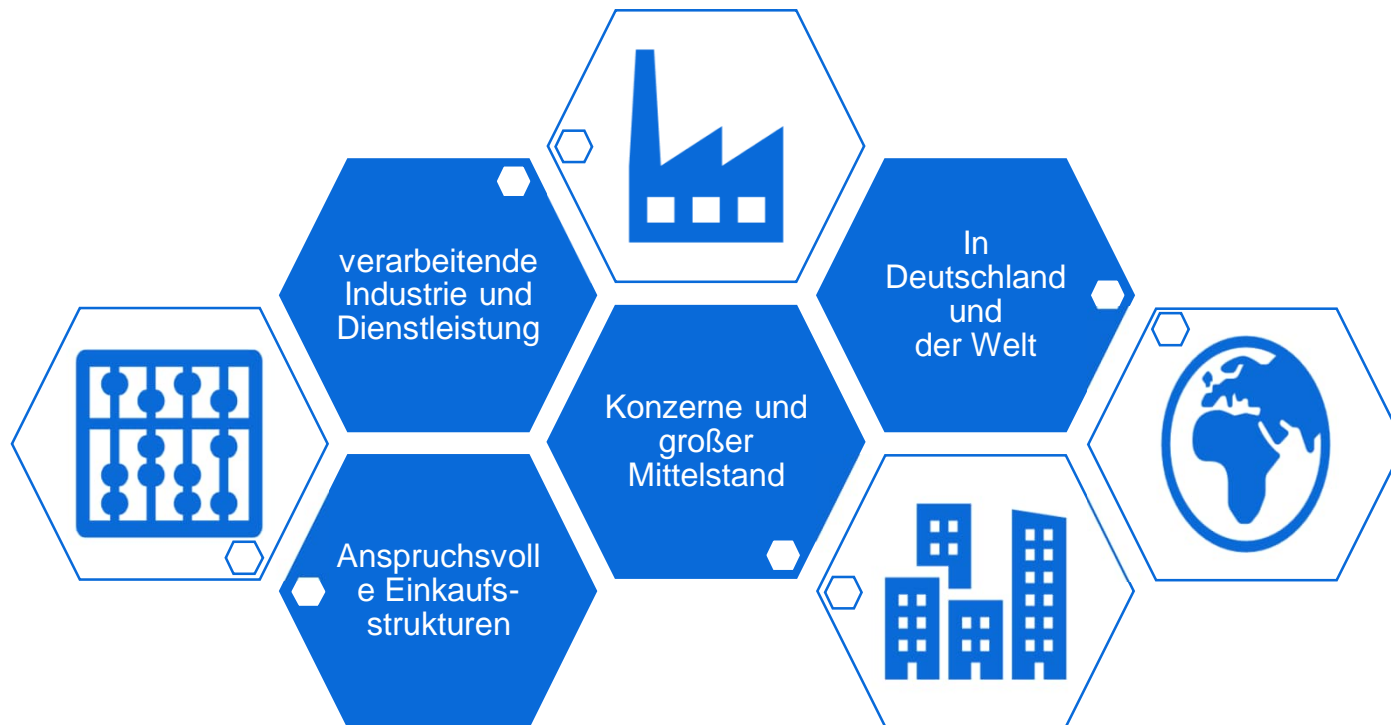 verarbeitende
Industrie und
Dienstleistung
In
Deutschland
und
der Welt
Konzerne und
großer
Mittelstand
Anspruchsvoll
e Einkaufs-
strukturen